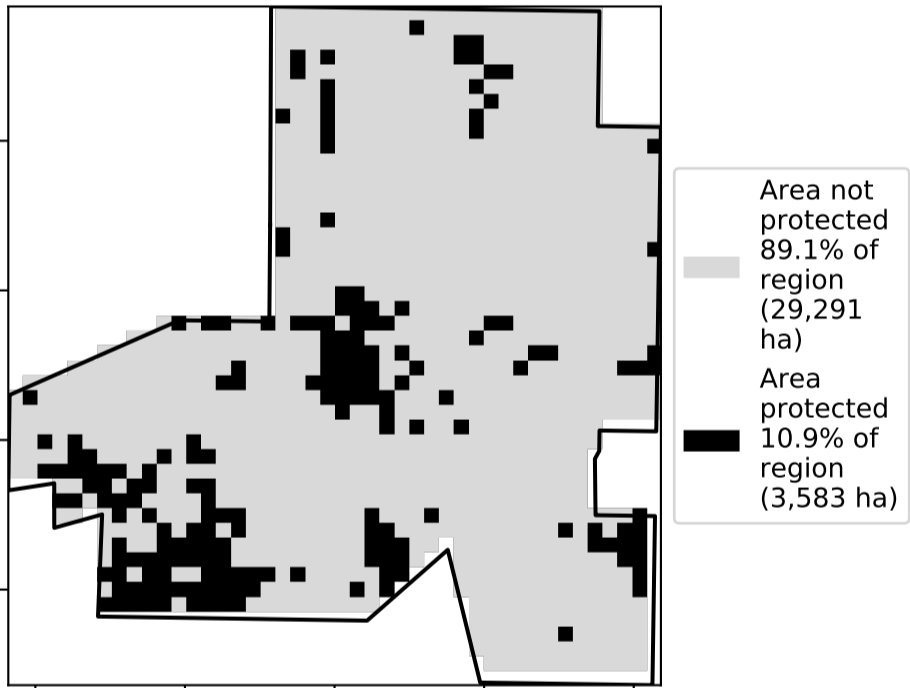 Area not
protected
89.1% of
region
(29,291
ha)
Area
protected
10.9% of
region
(3,583 ha)